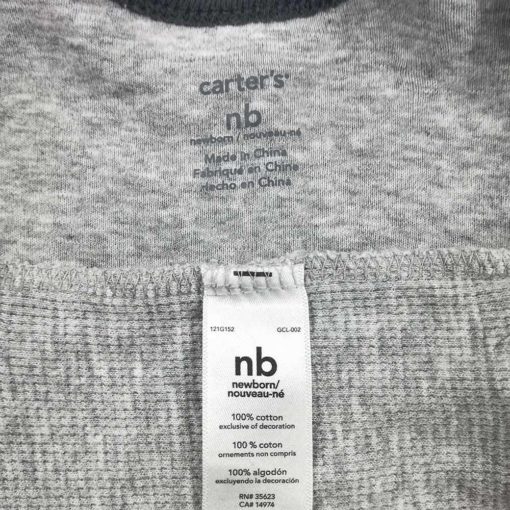 carter's
nb
newborn / nouveau-né
Made in China
Fabriqué en Chine
Hecho en China
121G152 GCL-002
nb
newborn/
nouveau-né
100% cotton
exclusive of decoration
100 % coton
ornements non compris
100% algodón
excluyendo la decoración
RN# 35623
CA# 14974